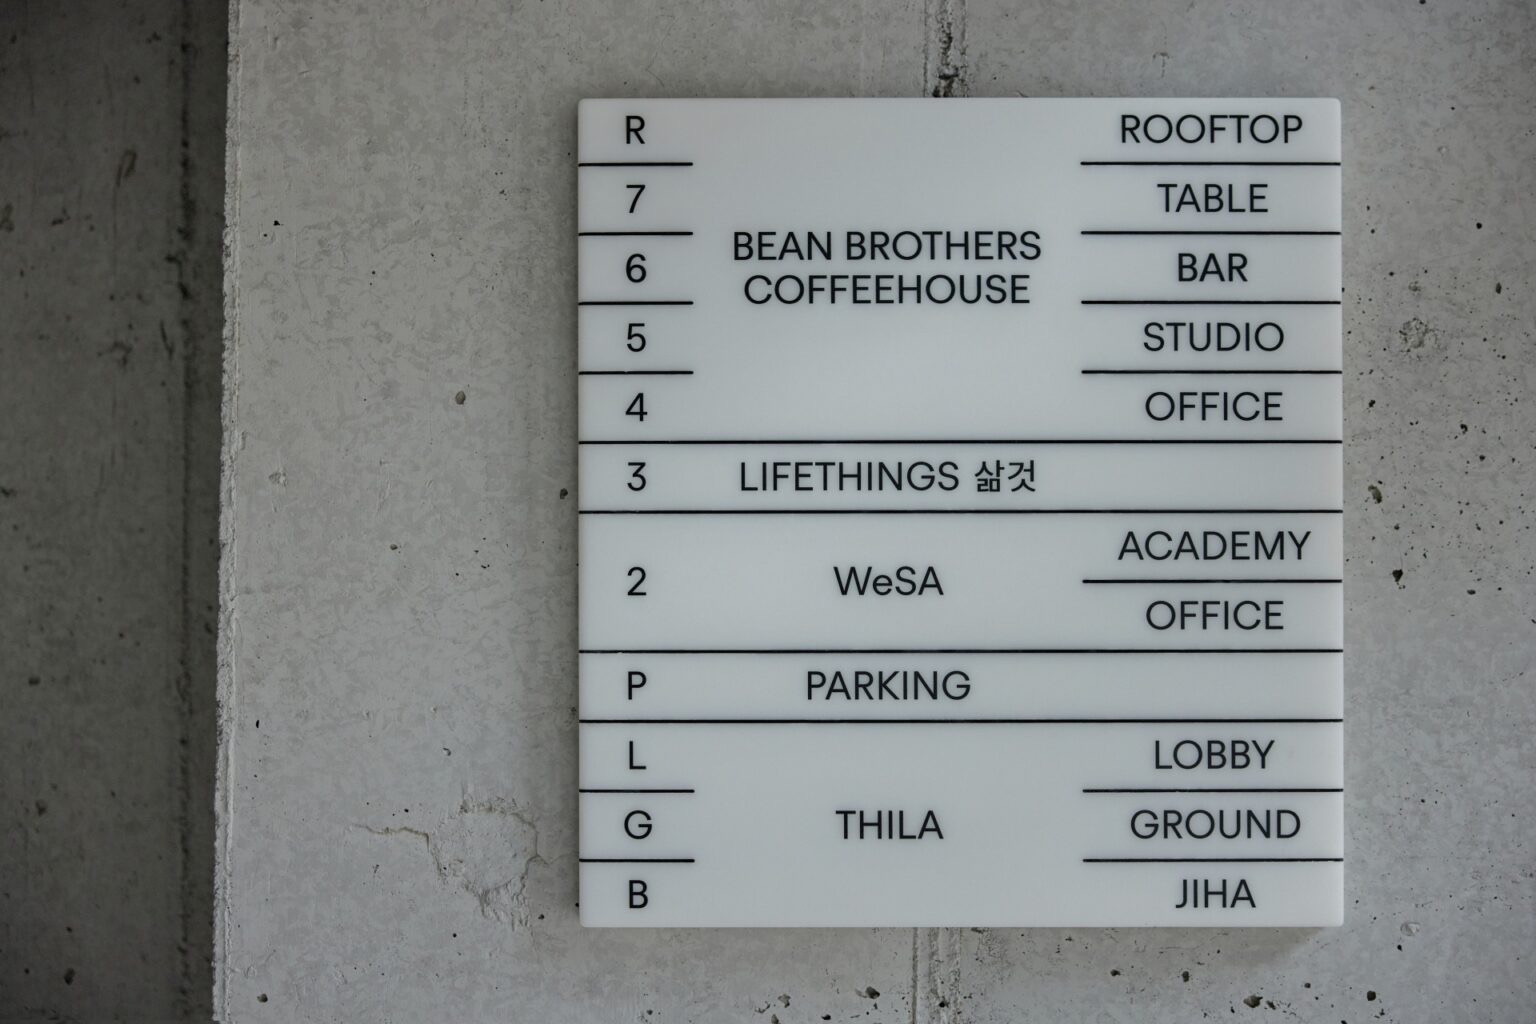 R ROOFTOP
7 TABLE
BEAN BROTHERS
COFFEEHOUSE
6 BAR
5 STUDIO
4 OFFICE
3 LIFETHINGS 삶것
ACADEMY
2 WeSA
OFFICE
P PARKING
L LOBBY
G THILA GROUND
B JIHA